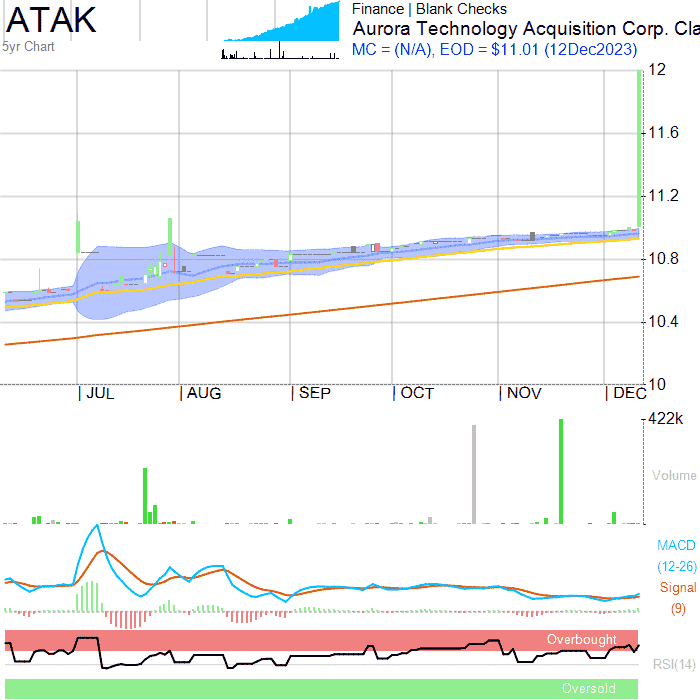 ATAK
5yr Chart
Finance | Blank Checks
Aurora Technology Acquisition Corp. Cla
MC = (N/A), EOD = $11.01 (12Dec2023)
12
11.6
11.2
10.8
10.4
10
JUL
AUG
SEP
OCT
NOV
DEC
422k
Volume
MACD
(12-26)
Signal
(9)
Overbought
RSI(14)
Oversold